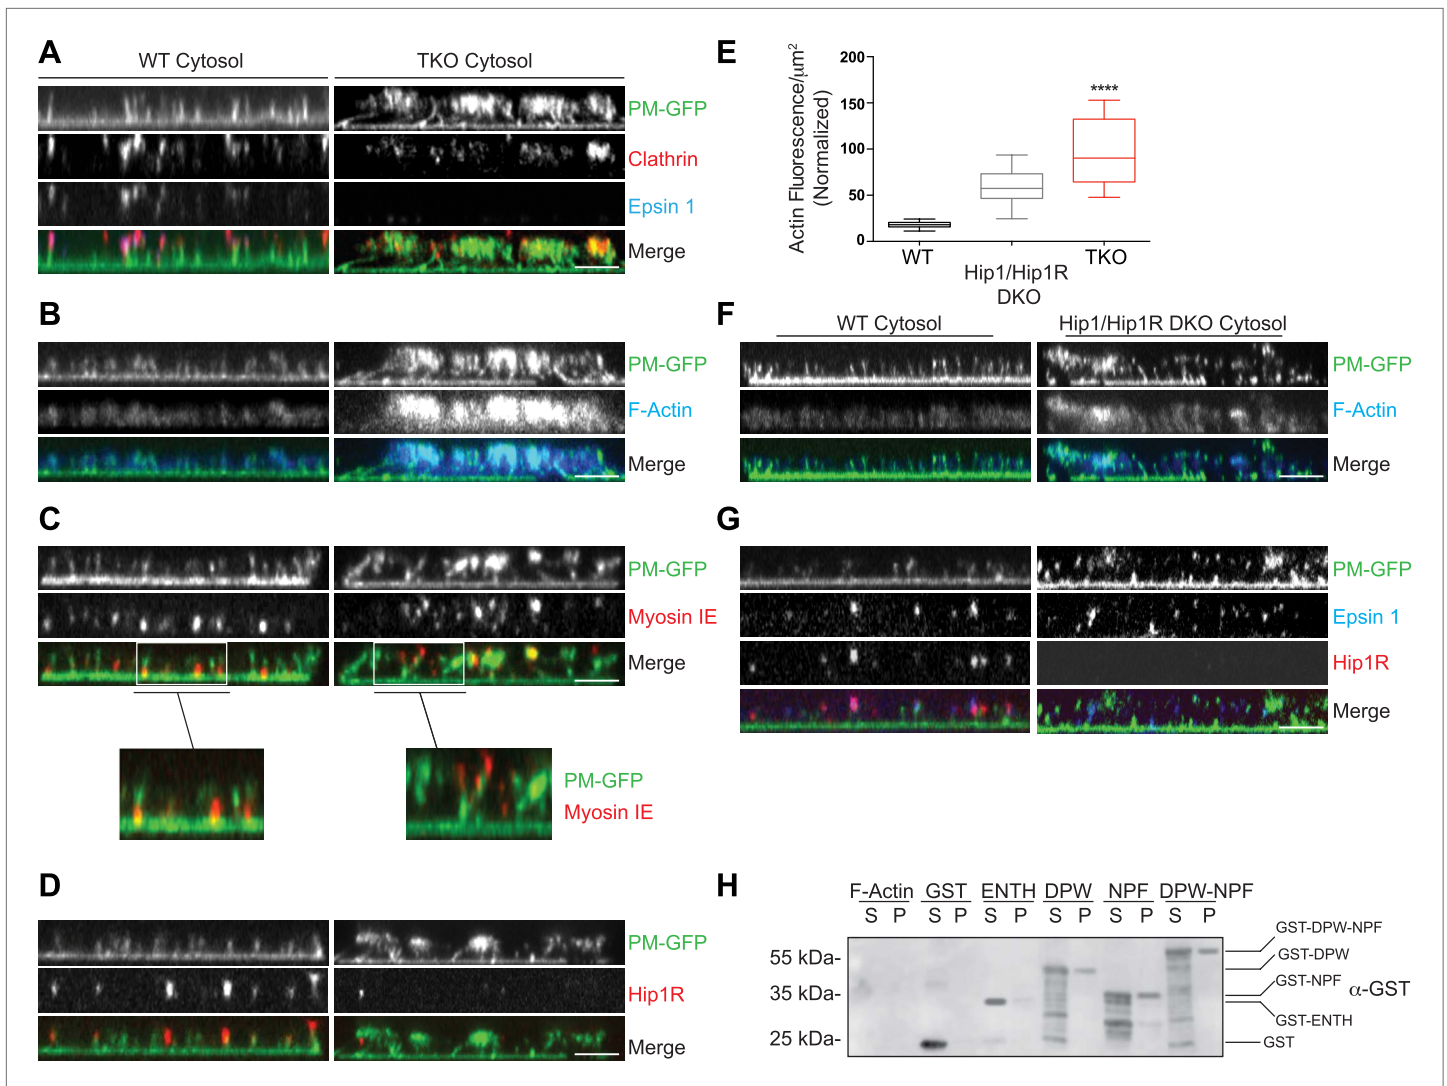 A
WT Cytosol
TKO Cytosol
PM-GFP
Clathrin
Epsin 1
Merge
B
PM-GFP
F-Actin
Merge
C
PM-GFP
Myosin IE
Merge
PM-GFP
Myosin IE
D
PM-GFP
Hip1R
Merge
E
Actin Fluorescence/µm²
(Normalized)
200
150
100
50
0
****
WT
Hip1/Hip1R
DKO
TKO
F
WT Cytosol
Hip1/Hip1R DKO Cytosol
PM-GFP
F-Actin
Merge
G
PM-GFP
Epsin 1
Hip1R
Merge
H
F-Actin GST ENTH DPW NPF DPW-NPF
S P S P S P S P S P S P
55 kDa-
35 kDa-
25 kDa-
GST-DPW-NPF
GST-DPW
GST-NPF
GST-ENTH
GST
α-GST